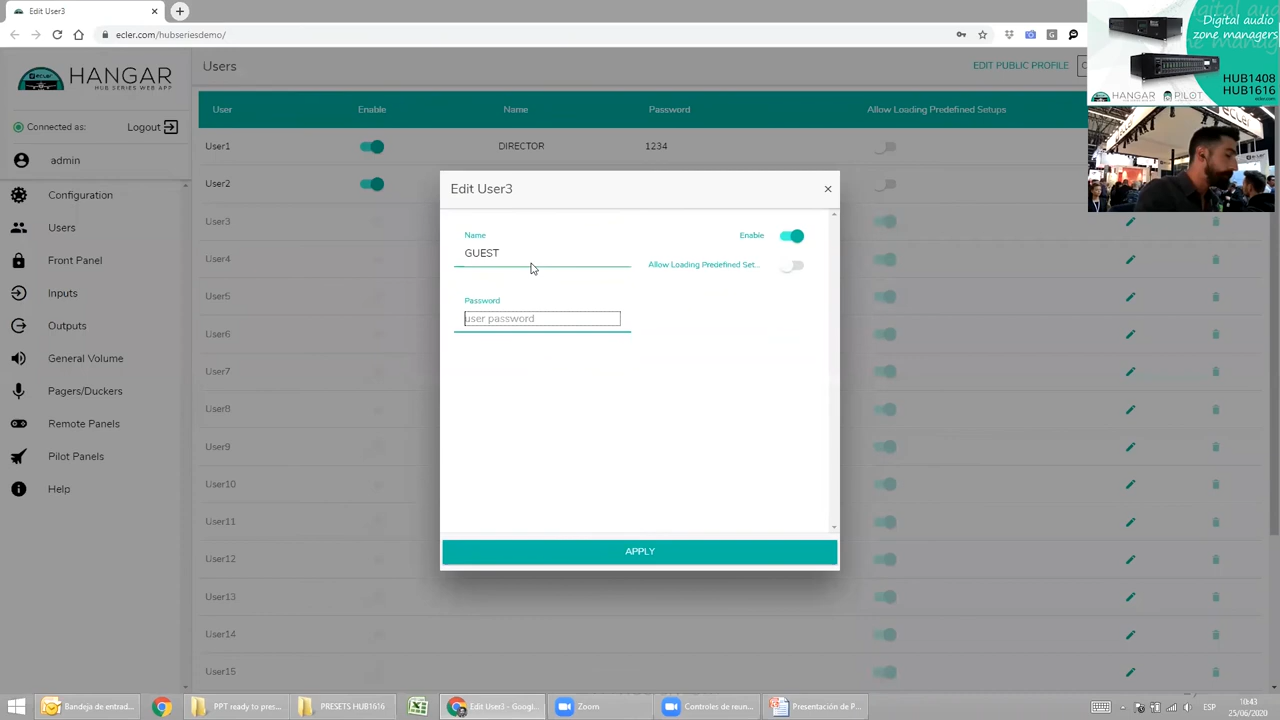 Edit User3
ecler.com/hubseriesdemo/
G
Digital audio
zone managers
HUB1408
HUB1616
HANGAR
PILOT
ecler
HANGAR
HUB SERIES WEB APP
Users
EDIT PUBLIC PROFILE
Connected as:
Logout
admin
User
Enable
Name
Password
Allow Loading Predefined Setups
User1
DIRECTOR
1234
User2
User3
User4
User5
User6
User7
User8
User9
User10
User11
User12
User13
User14
User15
Configuration
Users
Front Panel
Inputs
Outputs
General Volume
Pagers/Duckers
Remote Panels
Pilot Panels
Help
Edit User3
Name
GUEST
Enable
Allow Loading Predefined Set...
Password
user password
APPLY
Bandeja de entrad...
PPT ready to pres...
PRESETS HUB1616
Edit User3 - Googl...
Zoom
Controles de reun...
Presentación de P...
ESP
10:43
25/06/2020